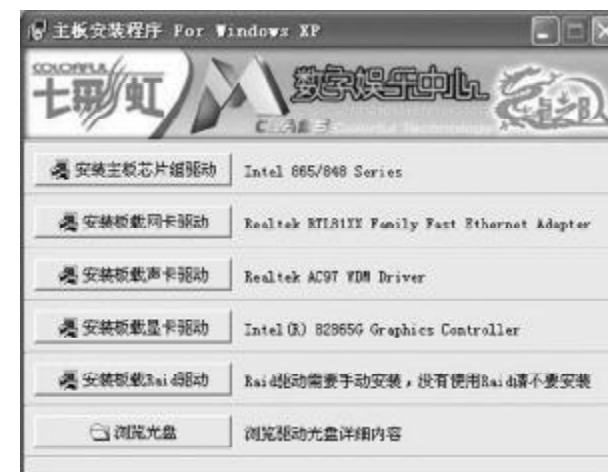 主板安装程序 For Windows XP
COLORFUL
七彩虹
数字娱乐中心
安装主板芯片组驱动 Intel 865/848 Series
安装板载网卡驱动 Realtek RTL81XX Family Fast Ethernet Adapter
安装板载声卡驱动 Realtek AC97 WDM Driver
安装板载显卡驱动 Intel(R) 82865G Graphics Controller
安装板载Raid驱动 Raid驱动需要手动安装，没有使用Raid请不要安装
浏览光盘 浏览驱动光盘详细内容